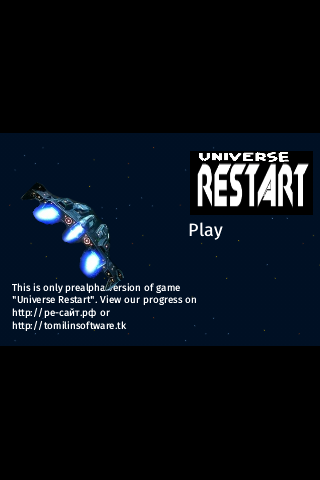 UNIVERSE
RESTART
Play
This is only prealpha version of game
"Universe Restart". View our progress on
http://ре-сайт.рф or
http://tomilinsoftware.tk